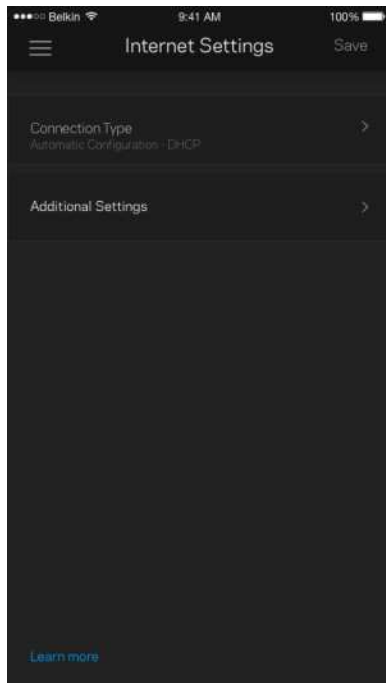 Belkin 9:41 AM 100%
Internet Settings Save
Connection Type
Automatic Configuration - DHCP
Additional Settings
Learn more